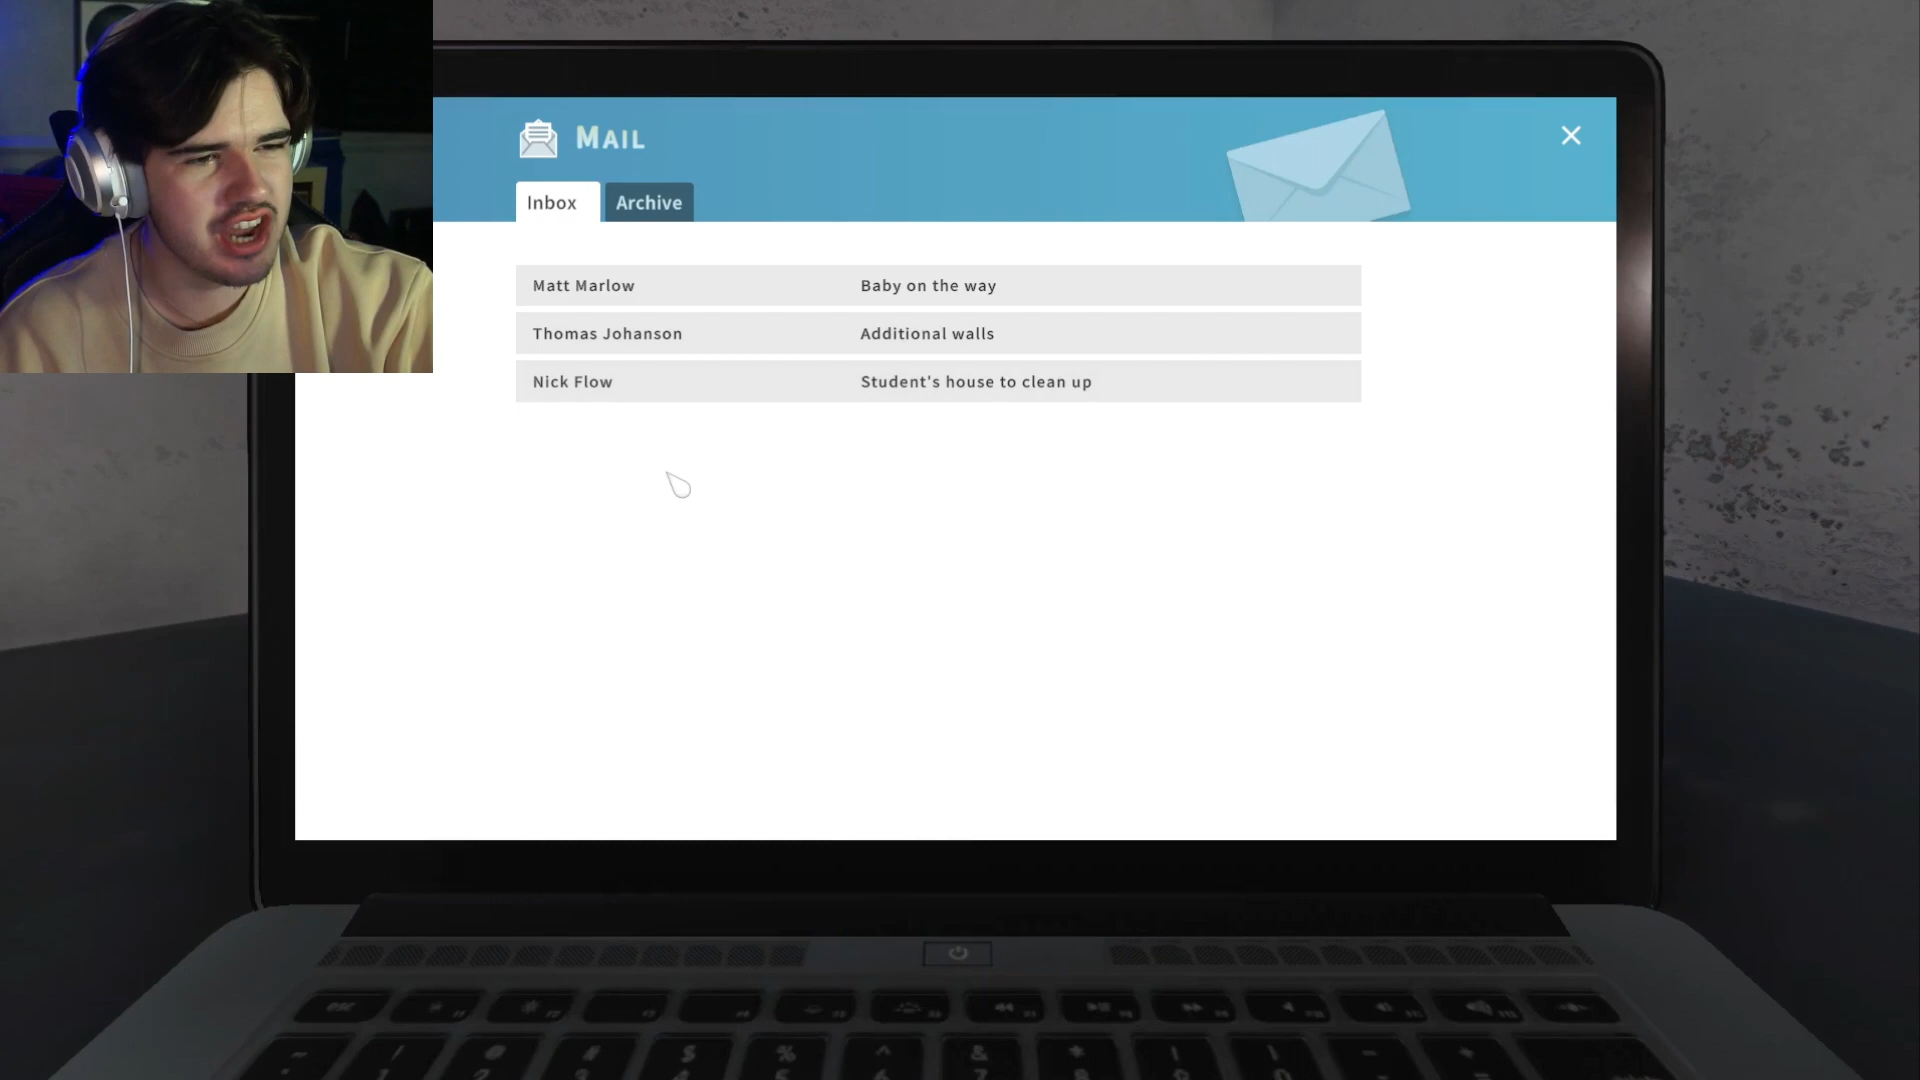 MAIL
Inbox
Archive
Matt Marlow
Baby on the way
Thomas Johanson
Additional walls
Nick Flow
Student's house to clean up
esc